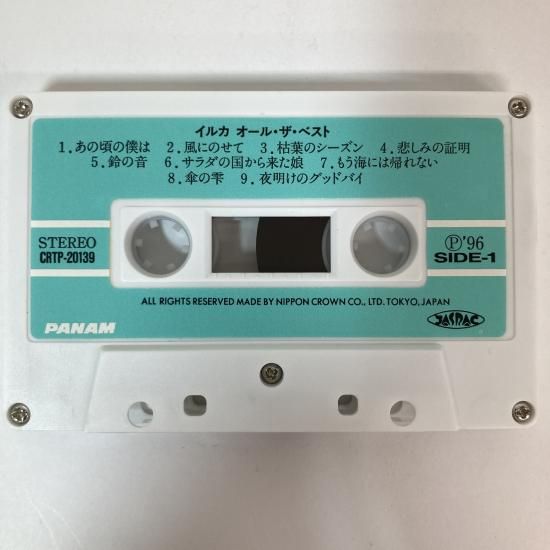 イルカ オール・ザ・ベスト
1.あの頃の僕は 2.風にのせて 3.枯葉のシーズン 4.悲しみの証明
5.鈴の音 6.サラダの国から来た娘 7.もう海には帰れない
8.傘の雫 9.夜明けのグッドバイ
STEREO
CRTP-20139
Ⓟ'96
SIDE-1
ALL RIGHTS RESERVED MADE BY NIPPON CROWN CO., LTD. TOKYO, JAPAN
PANAM
JASRAC